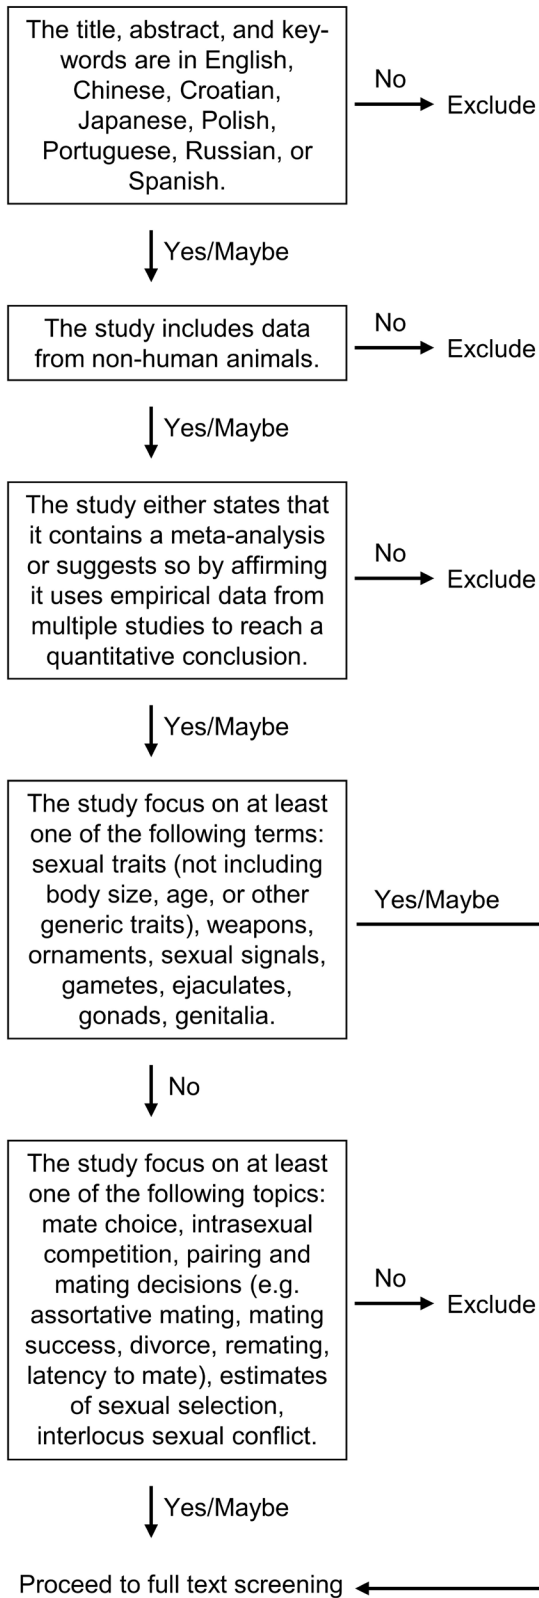 The title, abstract, and key-
words are in English,
Chinese, Croatian,
Japanese, Polish,
Portuguese, Russian, or
Spanish.
No
Exclude
Yes/Maybe
The study includes data
from non-human animals.
No
Exclude
Yes/Maybe
The study either states that
it contains a meta-analysis
or suggests so by affirming
it uses empirical data from
multiple studies to reach a
quantitative conclusion.
No
Exclude
Yes/Maybe
The study focus on at least
one of the following terms:
sexual traits (not including
body size, age, or other
generic traits), weapons,
ornaments, sexual signals,
gametes, ejaculates,
gonads, genitalia.
Yes/Maybe
No
The study focus on at least
one of the following topics:
mate choice, intrasexual
competition, pairing and
mating decisions (e.g.
assortative mating, mating
success, divorce, remating,
latency to mate), estimates
of sexual selection,
interlocus sexual conflict.
No
Exclude
Yes/Maybe
Proceed to full text screening